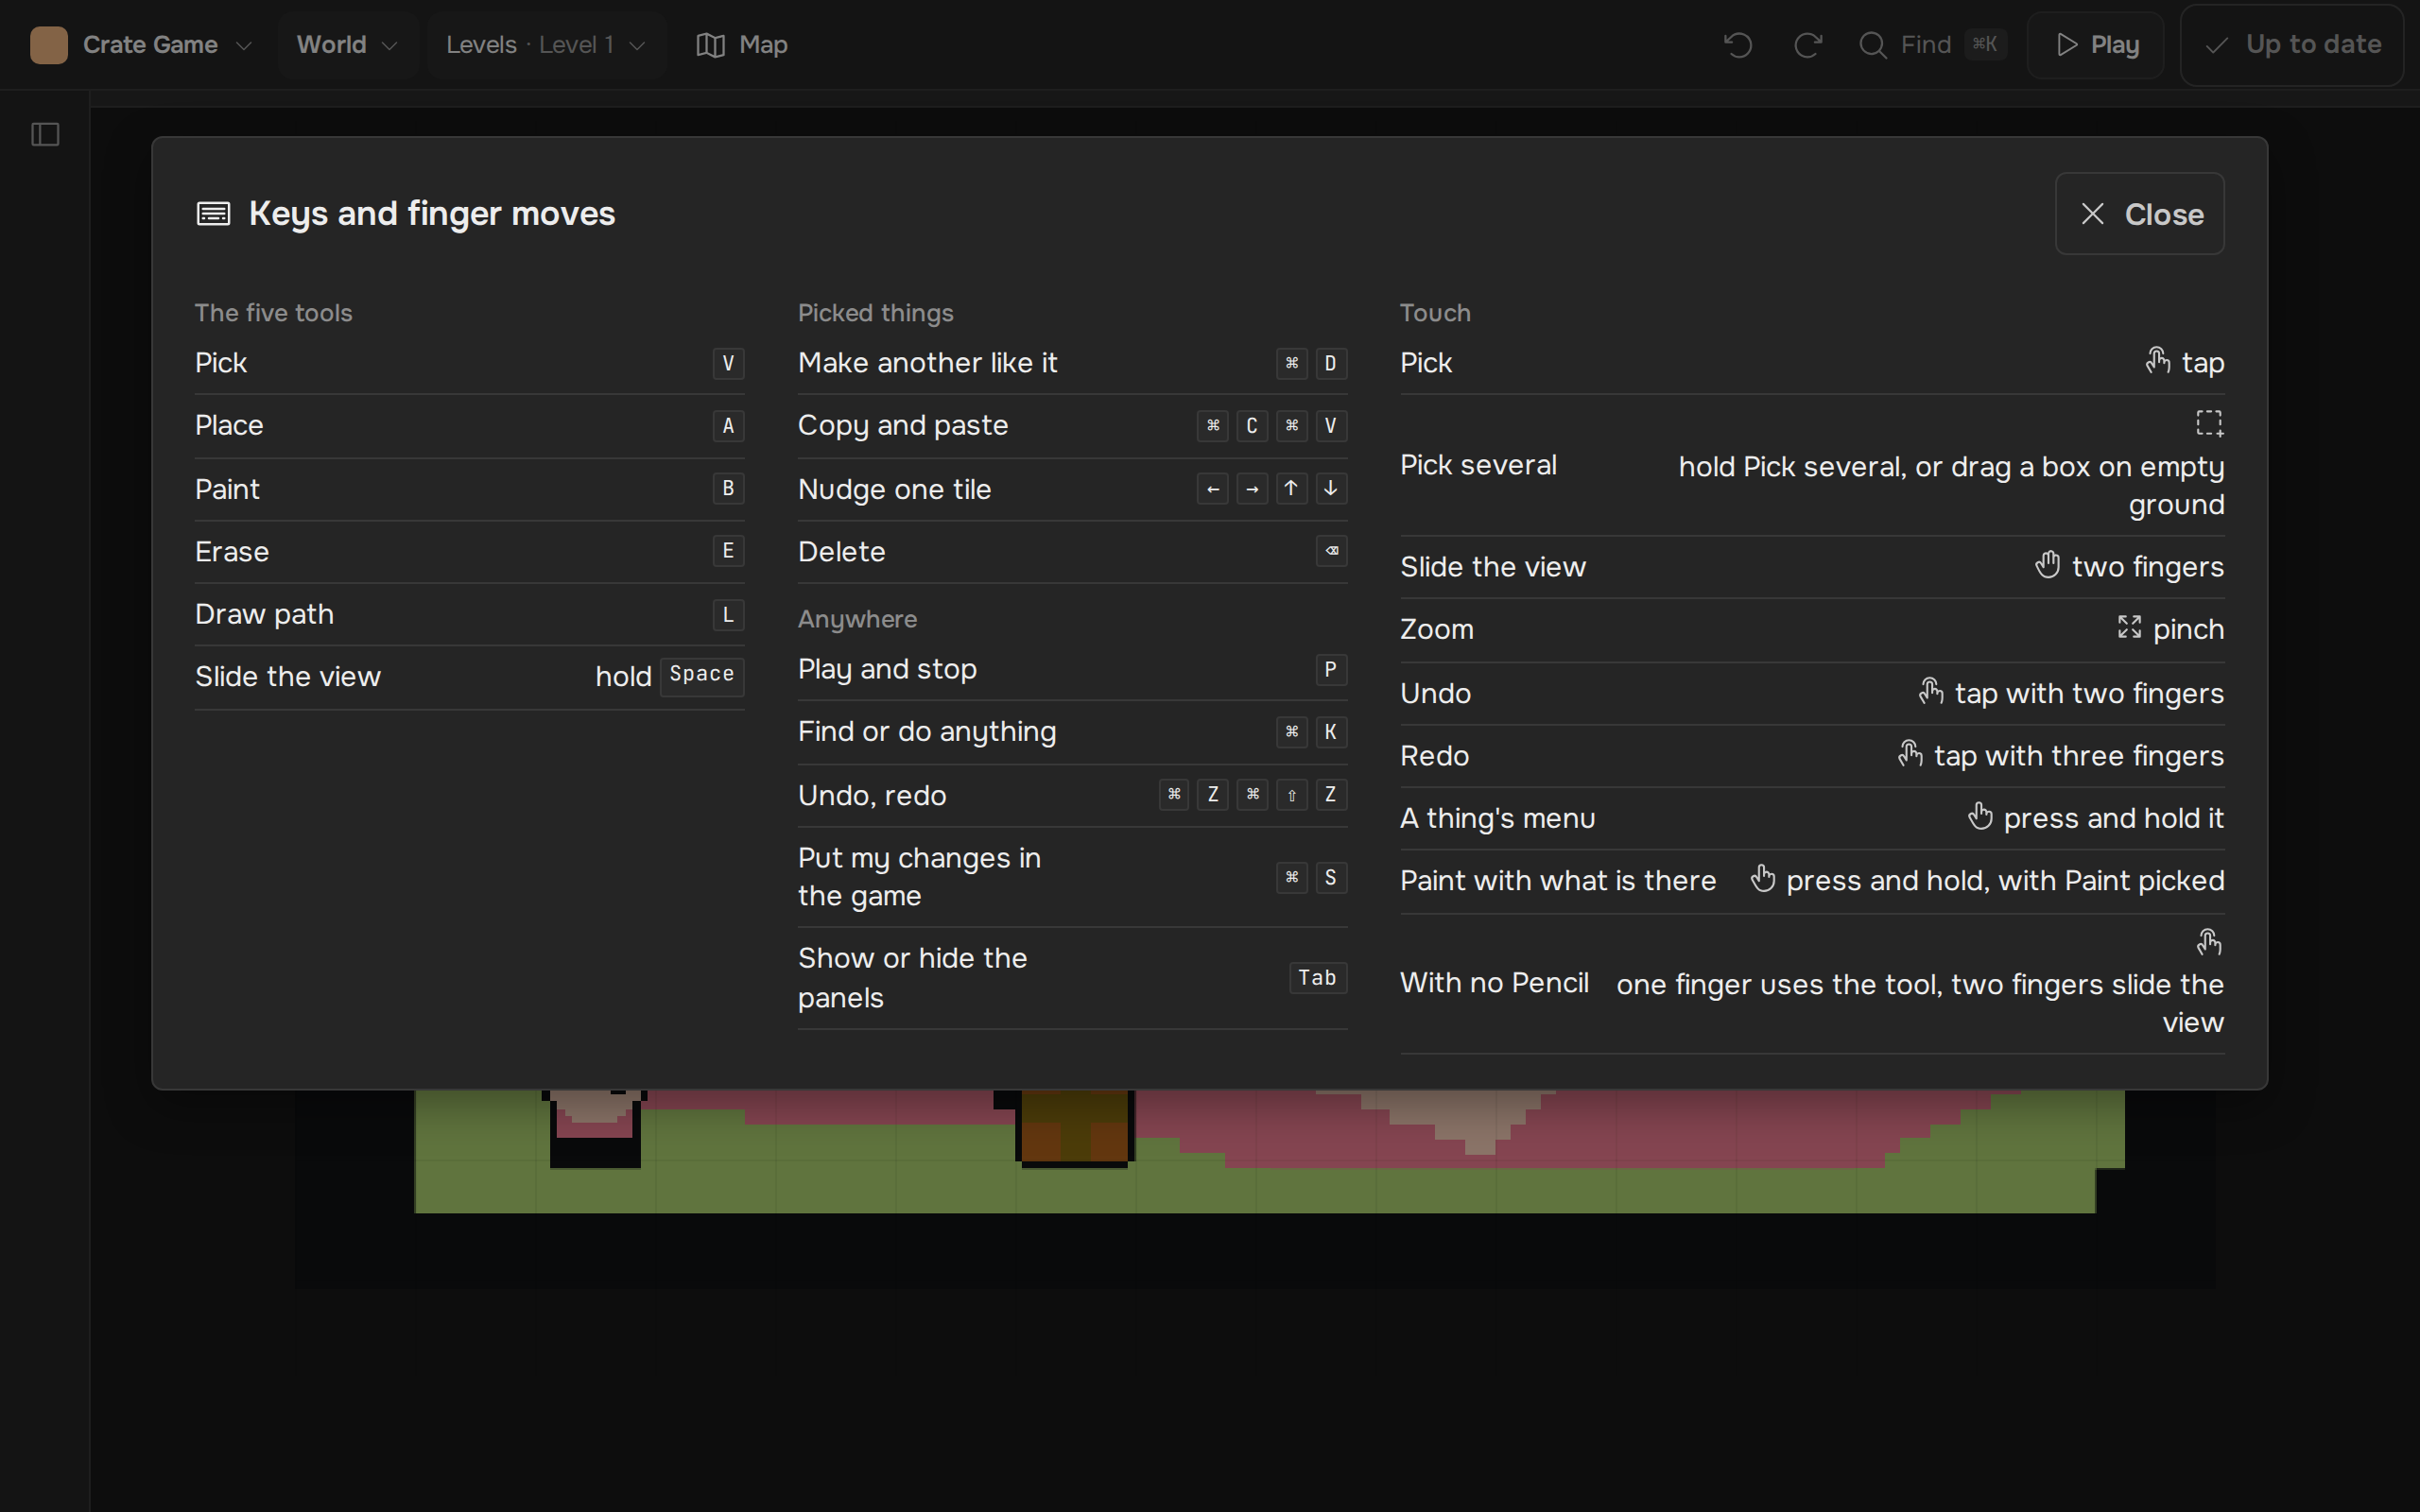 Crate Game
World
Levels · Level 1
Map
Find
⌘K
Play
Up to date
Keys and finger moves
Close
The five tools
Pick V
Place A
Paint B
Erase E
Draw path L
Slide the view hold Space
Picked things
Make another like it ⌘ D
Copy and paste ⌘ C ⌘ V
Nudge one tile ← → ↑ ↓
Delete ⌫
Anywhere
Play and stop P
Find or do anything ⌘ K
Undo, redo ⌘ Z ⌘ ⇧ Z
Put my changes in
the game ⌘ S
Show or hide the
panels Tab
Touch
Pick tap
Pick several hold Pick several, or drag a box on empty
ground
Slide the view two fingers
Zoom pinch
Undo tap with two fingers
Redo tap with three fingers
A thing's menu press and hold it
Paint with what is there press and hold, with Paint picked
With no Pencil one finger uses the tool, two fingers slide the
view